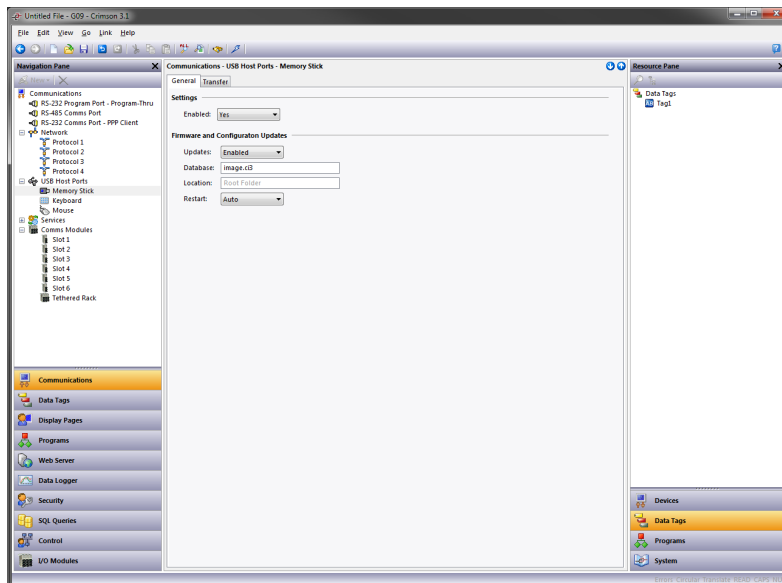 Untitled File - G09 - Crimson 3.1
File Edit View Go Link Help
Navigation Pane
New
Communications
RS-232 Program Port - Program-Thru
RS-485 Comms Port
RS-232 Comms Port - PPP Client
Network
Protocol 1
Protocol 2
Protocol 3
Protocol 4
USB Host Ports
Memory Stick
Keyboard
Mouse
Services
Comms Modules
Slot 1
Slot 2
Slot 3
Slot 4
Slot 5
Slot 6
Tethered Rack
Communications
Data Tags
Display Pages
Programs
Web Server
Data Logger
Security
SQL Queries
Control
I/O Modules
Communications - USB Host Ports - Memory Stick
General Transfer
Settings
Enabled: Yes
Firmware and Configuraton Updates
Updates: Enabled
Database: image.ci3
Location: Root Folder
Restart: Auto
Resource Pane
Data Tags
Tag1
Devices
Data Tags
Programs
System
Errors Circular Translate READ CAPS